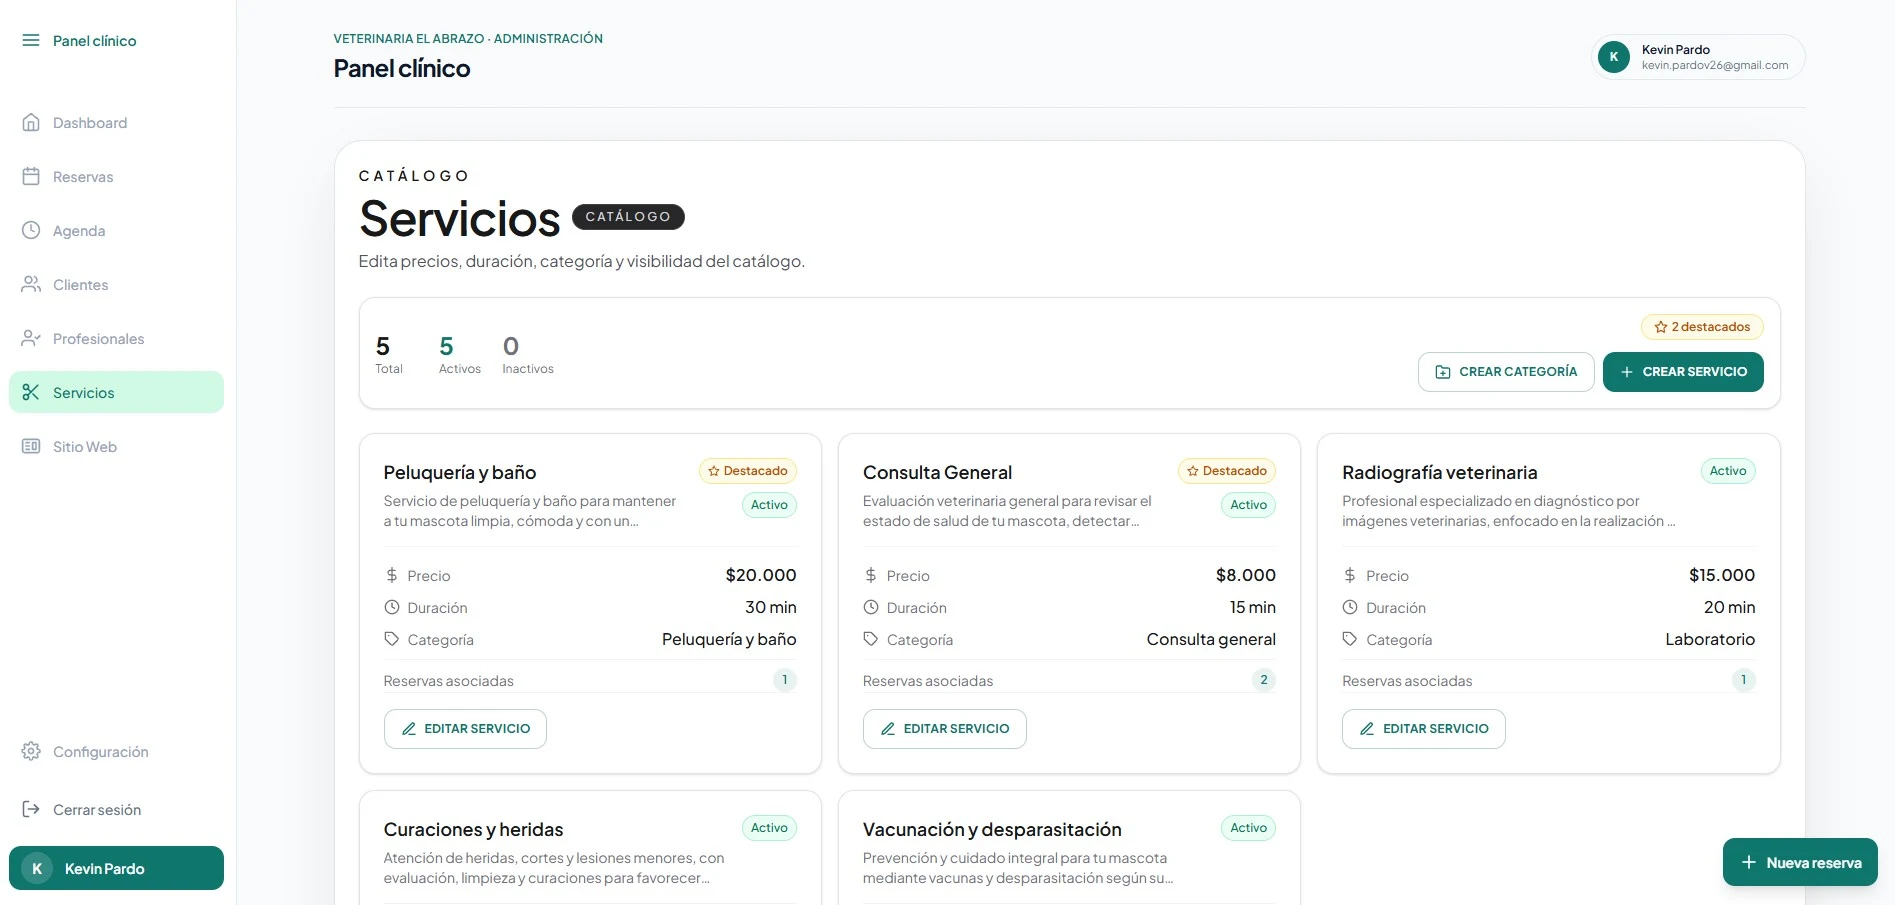 Panel clínico
Dashboard
Reservas
Agenda
Clientes
Profesionales
Servicios
Sitio Web
Configuración
Cerrar sesión
K Kevin Pardo
VETERINARIA EL ABRAZO · ADMINISTRACIÓN
Panel clínico
K
Kevin Pardo
kevin.pardov26@gmail.com
CATÁLOGO
Servicios CATÁLOGO
Edita precios, duración, categoría y visibilidad del catálogo.
5 5 0
Total Activos Inactivos
2 destacados
CREAR CATEGORÍA
CREAR SERVICIO
Peluquería y baño
Destacado
Activo
Servicio de peluquería y baño para mantener
a tu mascota limpia, cómoda y con un...
Precio $20.000
Duración 30 min
Categoría Peluquería y baño
Reservas asociadas 1
EDITAR SERVICIO
Consulta General
Destacado
Activo
Evaluación veterinaria general para revisar el
estado de salud de tu mascota, detectar...
Precio $8.000
Duración 15 min
Categoría Consulta general
Reservas asociadas 2
EDITAR SERVICIO
Radiografía veterinaria
Activo
Profesional especializado en diagnóstico por
imágenes veterinarias, enfocado en la realización ...
Precio $15.000
Duración 20 min
Categoría Laboratorio
Reservas asociadas 1
EDITAR SERVICIO
Curaciones y heridas
Activo
Atención de heridas, cortes y lesiones menores, con
evaluación, limpieza y curaciones para favorecer...
Vacunación y desparasitación
Activo
Prevención y cuidado integral para tu mascota
mediante vacunas y desparasitación según su...
Nueva reserva